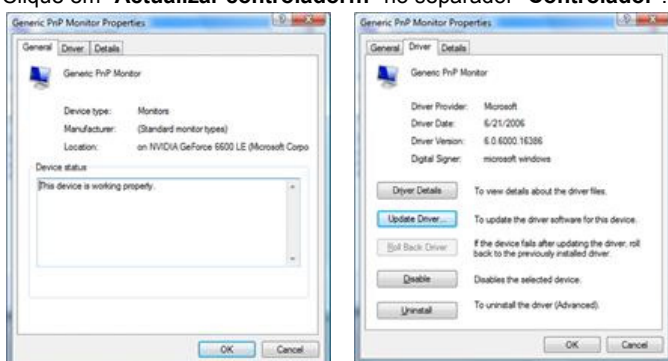 Clique em "Actualizar controlador..." no separador "Controlador".
Generic PnP Monitor Properties
General Driver Details
Generic PnP Monitor
Device type: Monitors
Manufacturer: (Standard monitor types)
Location: on NVIDIA GeForce 6600 LE (Microsoft Corpo
Device status
This device is working properly.
OK Cancel
Generic PnP Monitor Properties
General Driver Details
Generic PnP Monitor
Driver Provider: Microsoft
Driver Date: 6/21/2006
Driver Version: 6.0.6000.16386
Digital Signer: microsoft windows
Driver Details To view details about the driver files.
Update Driver... To update the driver software for this device.
Roll Back Driver If the device fails after updating the driver, roll
back to the previously installed driver.
Disable Disables the selected device.
Uninstall To uninstall the driver (Advanced).
OK Cancel